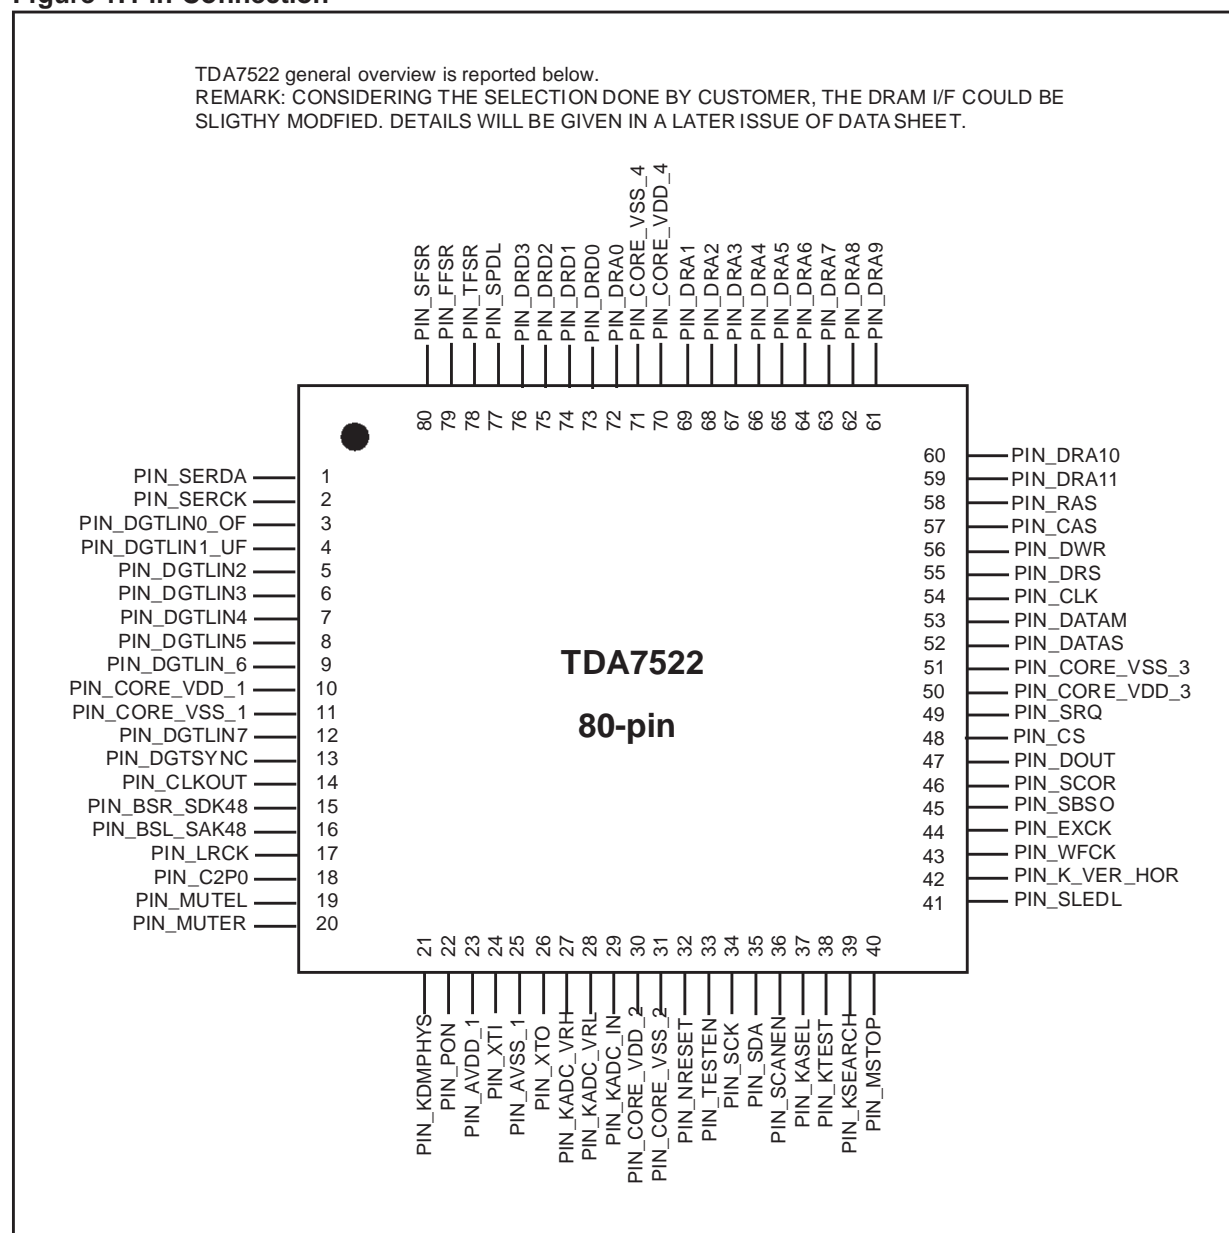 TDA7522 general overview is reported below.
REMARK: CONSIDERING THE SELECTION DONE BY CUSTOMER, THE DRAM I/F COULD BE
SLIGTHY MODFIED. DETAILS WILL BE GIVEN IN A LATER ISSUE OF DATA SHEET.
PIN_SFSR
PIN_FFSR
PIN_TFSR
PIN_SPDL
PIN_DRD3
PIN_DRD2
PIN_DRD1
PIN_DRD0
PIN_DRA0
PIN_CORE_VSS_4
PIN_CORE_VDD_4
PIN_DRA1
PIN_DRA2
PIN_DRA3
PIN_DRA4
PIN_DRA5
PIN_DRA6
PIN_DRA7
PIN_DRA8
PIN_DRA9
80 79 78 77 76 75 74 73 72 71 70 69 68 67 66 65 64 63 62 61
PIN_SERDA 1
PIN_SERCK 2
PIN_DGTLIN0_OF 3
PIN_DGTLIN1_UF 4
PIN_DGTLIN2 5
PIN_DGTLIN3 6
PIN_DGTLIN4 7
PIN_DGTLIN5 8
PIN_DGTLIN_6 9
PIN_CORE_VDD_1 10
PIN_CORE_VSS_1 11
PIN_DGTLIN7 12
PIN_DGTSYNC 13
PIN_CLKOUT 14
PIN_BSR_SDK48 15
PIN_BSL_SAK48 16
PIN_LRCK 17
PIN_C2P0 18
PIN_MUTEL 19
PIN_MUTER 20
TDA7522
80-pin
60 PIN_DRA10
59 PIN_DRA11
58 PIN_RAS
57 PIN_CAS
56 PIN_DWR
55 PIN_DRS
54 PIN_CLK
53 PIN_DATAM
52 PIN_DATAS
51 PIN_CORE_VSS_3
50 PIN_CORE_VDD_3
49 PIN_SRQ
48 PIN_CS
47 PIN_DOUT
46 PIN_SCOR
45 PIN_SBSO
44 PIN_EXCK
43 PIN_WFCK
42 PIN_K_VER_HOR
41 PIN_SLEDL
21 22 23 24 25 26 27 28 29 30 31 32 33 34 35 36 37 38 39 40
PIN_KDMPHYS
PIN_PON
PIN_AVDD_1
PIN_XTI
PIN_AVSS_1
PIN_XTO
PIN_KADC_VRH
PIN_KADC_VRL
PIN_KADC_IN
PIN_CORE_VDD_2
PIN_CORE_VSS_2
PIN_NRESET
PIN_TESTEN
PIN_SCK
PIN_SDA
PIN_SCANEN
PIN_KASEL
PIN_KTEST
PIN_KSEARCH
PIN_MSTOP